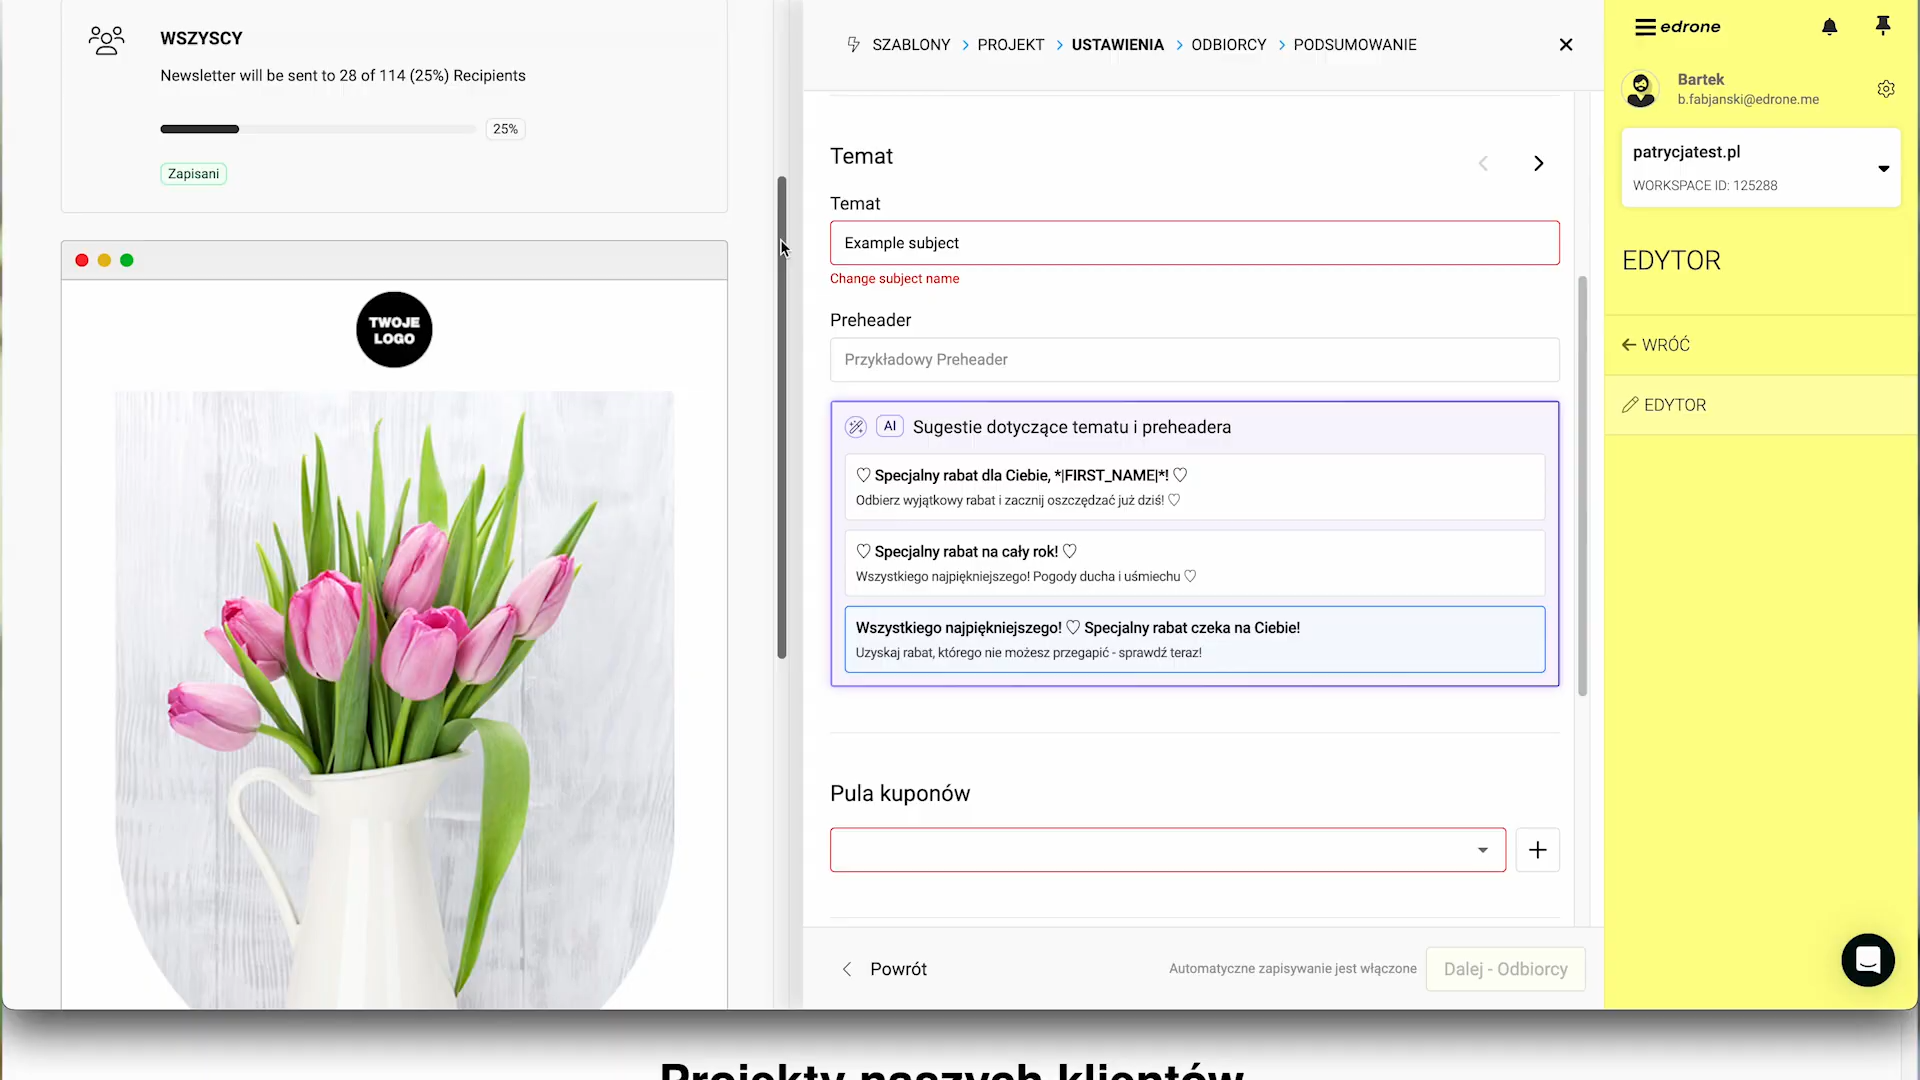 WSZYSCY
Newsletter will be sent to 28 of 114 (25%) Recipients
25%
Zapisani
TWOJE
LOGO
SZABLONY > PROJEKT > USTAWIENIA > ODBIORCY > PODSUMOWANIE
Temat
Temat
Example subject
Change subject name
Preheader
Przykładowy Preheader
AI Sugestie dotyczące tematu i preheadera
♡ Specjalny rabat dla Ciebie, *|FIRST_NAME|*! ♡
Odbierz wyjątkowy rabat i zacznij oszczędzać już dziś! ♡
♡ Specjalny rabat na cały rok! ♡
Wszystkiego najpiękniejszego! Pogody ducha i uśmiechu ♡
Wszystkiego najpiękniejszego! ♡ Specjalny rabat czeka na Ciebie!
Uzyskaj rabat, którego nie możesz przegapić - sprawdź teraz!
Pula kuponów
Powrót
Automatyczne zapisywanie jest włączone
Dalej - Odbiorcy
edrone
Bartek
b.fabjanski@edrone.me
patrycjatest.pl
WORKSPACE ID: 125288
EDYTOR
WRÓĆ
EDYTOR
Projekty naszych klientów